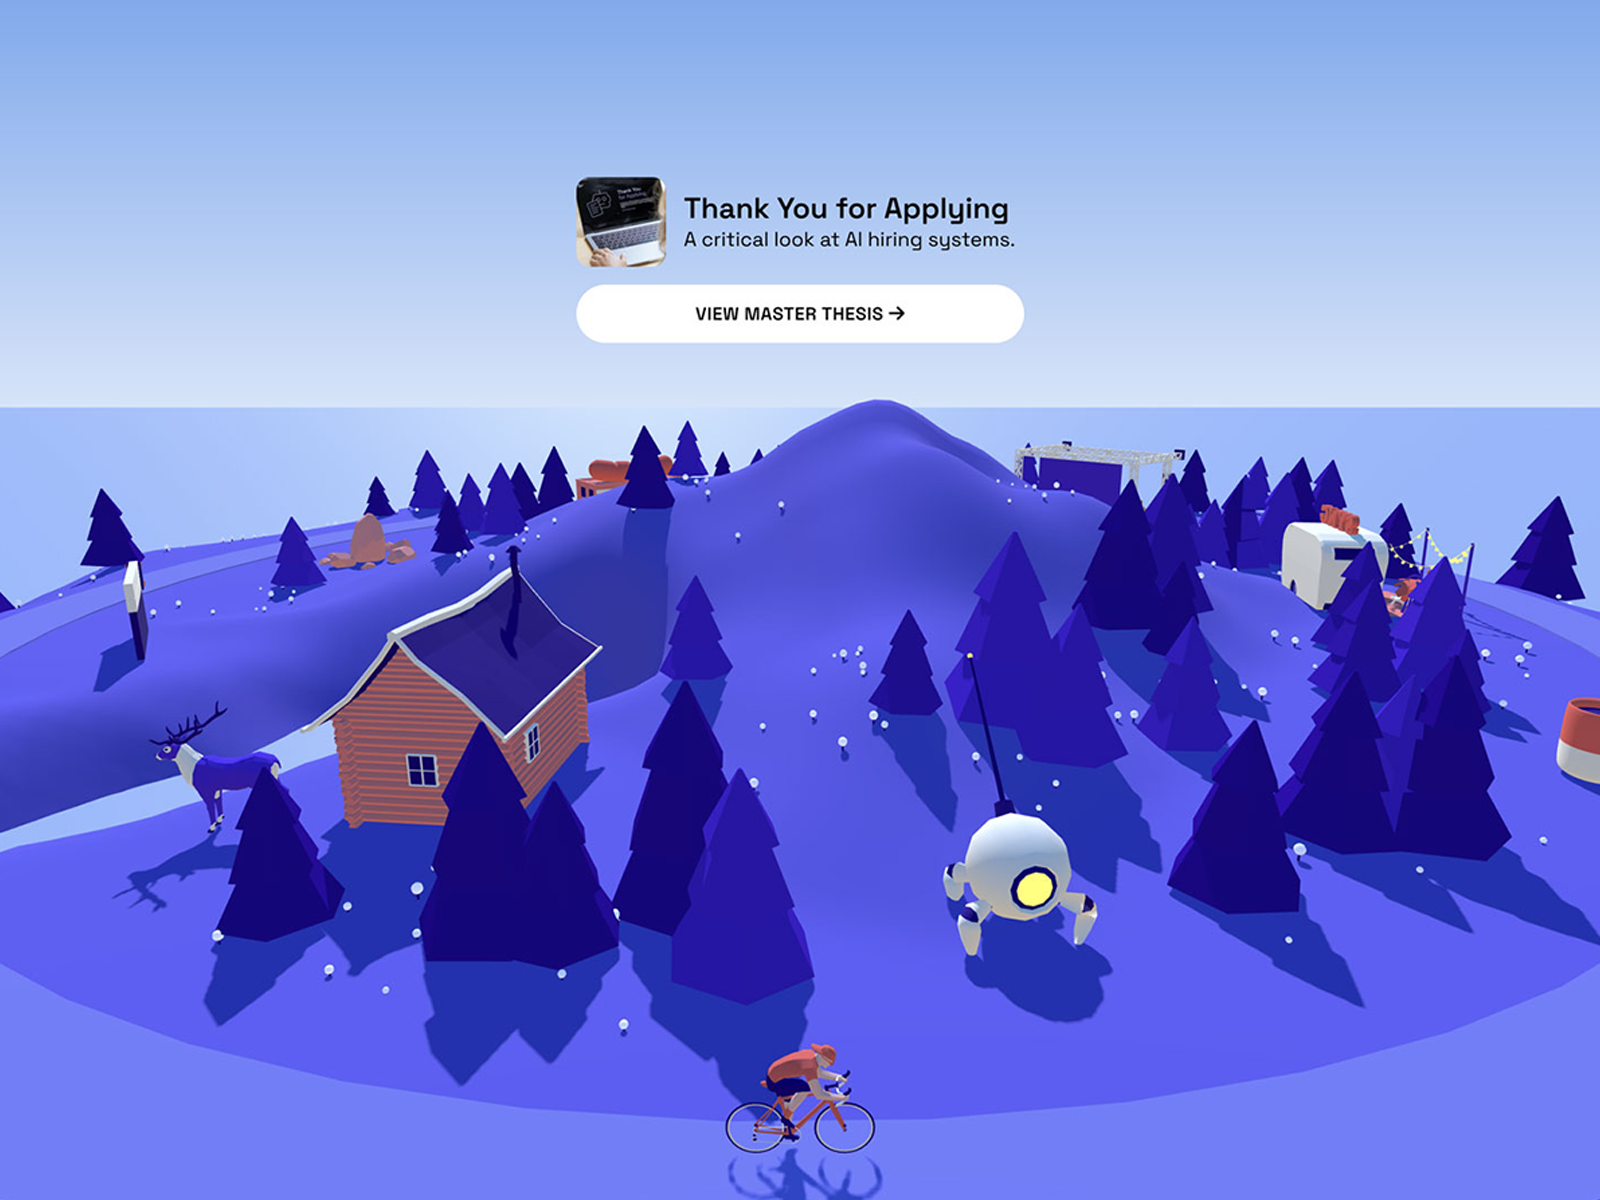 Thank You for Applying
A critical look at AI hiring systems.
VIEW MASTER THESIS →